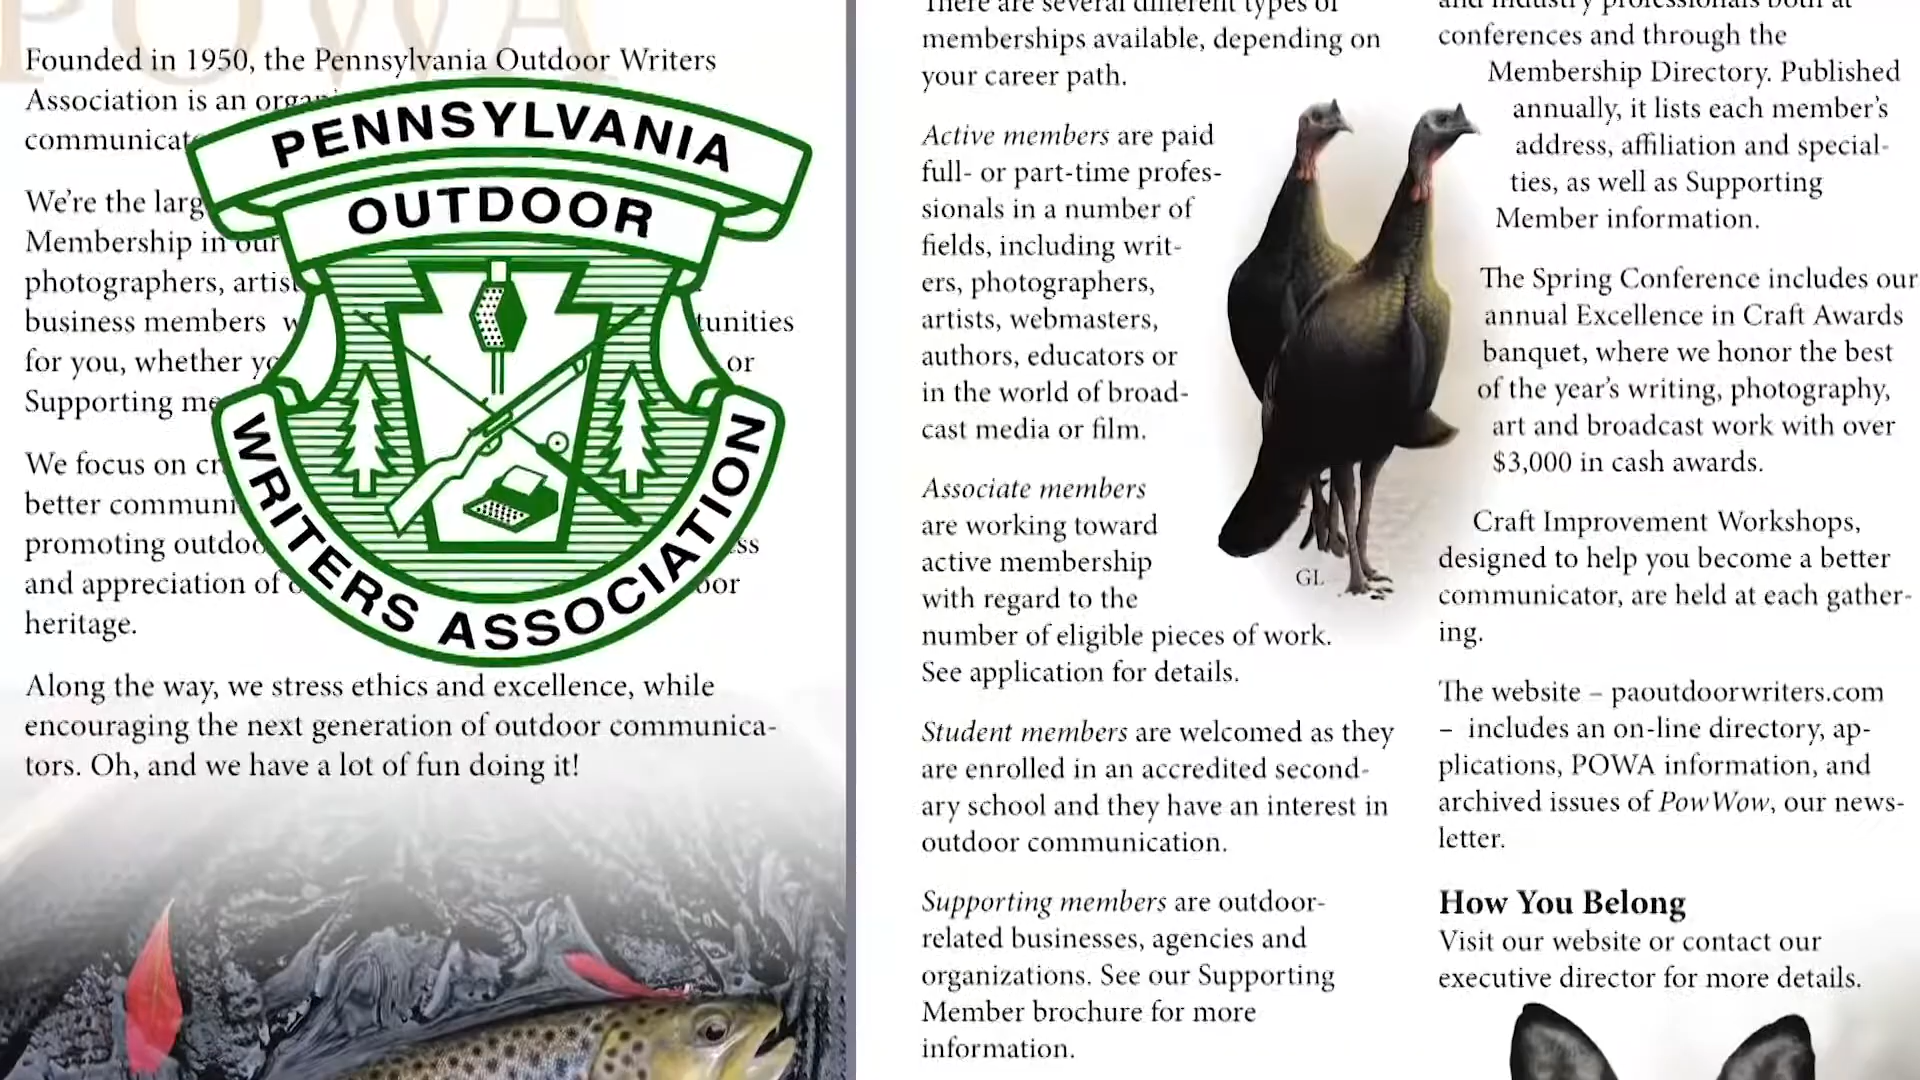 POWA
Founded in 1950, the Pennsylvania Outdoor Writers
Association is an
We're the
Membership in our
photographers,
business members
for you, whether
or
Supporting
We focus on
better
promoting
and appreciation of
heritage.
Along the way, we stress ethics and excellence, while
encouraging the next generation of outdoor communica-
tors. Oh, and we have a lot of fun doing it!
PENNSYLVANIA
OUTDOOR
WRITERS ASSOCIATION
There are several different types of
memberships available, depending on
your career path.
Active members are paid
full- or part-time profes-
sionals in a number of
fields, including writ-
ers, photographers,
artists, webmasters,
authors, educators or
in the world of broad-
cast media or film.
Associate members
are working toward
active membership
with regard to the
number of eligible pieces of work.
See application for details.
Student members are welcomed as they
are enrolled in an accredited second-
ary school and they have an interest in
outdoor communication.
Supporting members are outdoor-
related businesses, agencies and
organizations. See our Supporting
Member brochure for more
information.
GL
and industry professionals both at
conferences and through the
Membership Directory. Published
annually, it lists each member's
address, affiliation and special-
ties, as well as Supporting
Member information.
The Spring Conference includes our
annual Excellence in Craft Awards
banquet, where we honor the best
of the year's writing, photography,
art and broadcast work with over
$3,000 in cash awards.
Craft Improvement Workshops,
designed to help you become a better
communicator, are held at each gather-
ing.
The website – paoutdoorwriters.com
– includes an on-line directory, ap-
plications, POWA information, and
archived issues of PowWow, our news-
letter.
How You Belong
Visit our website or contact our
executive director for more details.